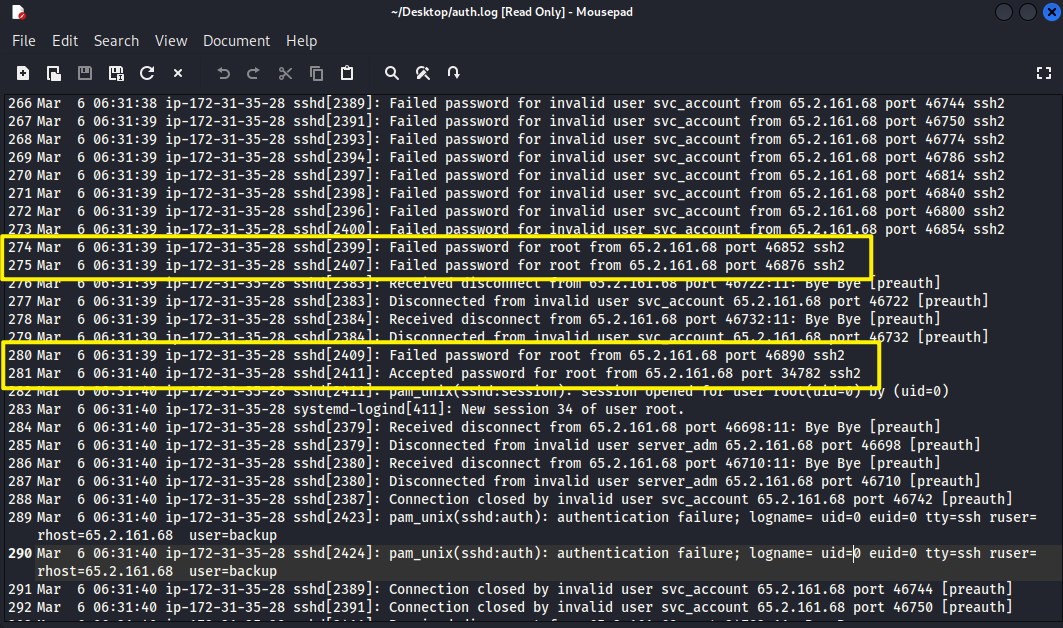 ~/Desktop/auth.log [Read Only] - Mousepad
File Edit Search View Document Help
266 Mar  6 06:31:38 ip-172-31-35-28 sshd[2389]: Failed password for invalid user svc_account from 65.2.161.68 port 46744 ssh2
267 Mar  6 06:31:39 ip-172-31-35-28 sshd[2391]: Failed password for invalid user svc_account from 65.2.161.68 port 46750 ssh2
268 Mar  6 06:31:39 ip-172-31-35-28 sshd[2393]: Failed password for invalid user svc_account from 65.2.161.68 port 46774 ssh2
269 Mar  6 06:31:39 ip-172-31-35-28 sshd[2394]: Failed password for invalid user svc_account from 65.2.161.68 port 46786 ssh2
270 Mar  6 06:31:39 ip-172-31-35-28 sshd[2397]: Failed password for invalid user svc_account from 65.2.161.68 port 46814 ssh2
271 Mar  6 06:31:39 ip-172-31-35-28 sshd[2398]: Failed password for invalid user svc_account from 65.2.161.68 port 46840 ssh2
272 Mar  6 06:31:39 ip-172-31-35-28 sshd[2396]: Failed password for invalid user svc_account from 65.2.161.68 port 46800 ssh2
273 Mar  6 06:31:39 ip-172-31-35-28 sshd[2400]: Failed password for invalid user svc_account from 65.2.161.68 port 46854 ssh2
274 Mar  6 06:31:39 ip-172-31-35-28 sshd[2399]: Failed password for root from 65.2.161.68 port 46852 ssh2
275 Mar  6 06:31:39 ip-172-31-35-28 sshd[2407]: Failed password for root from 65.2.161.68 port 46876 ssh2
276 Mar  6 06:31:39 ip-172-31-35-28 sshd[2383]: Received disconnect from 65.2.161.68 port 46722:11: Bye Bye [preauth]
277 Mar  6 06:31:39 ip-172-31-35-28 sshd[2383]: Disconnected from invalid user svc_account 65.2.161.68 port 46722 [preauth]
278 Mar  6 06:31:39 ip-172-31-35-28 sshd[2384]: Received disconnect from 65.2.161.68 port 46732:11: Bye Bye [preauth]
279 Mar  6 06:31:39 ip-172-31-35-28 sshd[2384]: Disconnected from invalid user svc_account 65.2.161.68 port 46732 [preauth]
280 Mar  6 06:31:39 ip-172-31-35-28 sshd[2409]: Failed password for root from 65.2.161.68 port 46890 ssh2
281 Mar  6 06:31:40 ip-172-31-35-28 sshd[2411]: Accepted password for root from 65.2.161.68 port 34782 ssh2
282 Mar  6 06:31:40 ip-172-31-35-28 sshd[2411]: pam_unix(sshd:session): session opened for user root(uid=0) by (uid=0)
283 Mar  6 06:31:40 ip-172-31-35-28 systemd-logind[411]: New session 34 of user root.
284 Mar  6 06:31:40 ip-172-31-35-28 sshd[2379]: Received disconnect from 65.2.161.68 port 46698:11: Bye Bye [preauth]
285 Mar  6 06:31:40 ip-172-31-35-28 sshd[2379]: Disconnected from invalid user server_adm 65.2.161.68 port 46698 [preauth]
286 Mar  6 06:31:40 ip-172-31-35-28 sshd[2380]: Received disconnect from 65.2.161.68 port 46710:11: Bye Bye [preauth]
287 Mar  6 06:31:40 ip-172-31-35-28 sshd[2380]: Disconnected from invalid user server_adm 65.2.161.68 port 46710 [preauth]
288 Mar  6 06:31:40 ip-172-31-35-28 sshd[2387]: Connection closed by invalid user svc_account 65.2.161.68 port 46742 [preauth]
289 Mar  6 06:31:40 ip-172-31-35-28 sshd[2423]: pam_unix(sshd:auth): authentication failure; logname= uid=0 euid=0 tty=ssh ruser=
rhost=65.2.161.68  user=backup
290 Mar  6 06:31:40 ip-172-31-35-28 sshd[2424]: pam_unix(sshd:auth): authentication failure; logname= uid=0 euid=0 tty=ssh ruser=
rhost=65.2.161.68  user=backup
291 Mar  6 06:31:40 ip-172-31-35-28 sshd[2389]: Connection closed by invalid user svc_account 65.2.161.68 port 46744 [preauth]
292 Mar  6 06:31:40 ip-172-31-35-28 sshd[2391]: Connection closed by invalid user svc_account 65.2.161.68 port 46750 [preauth]